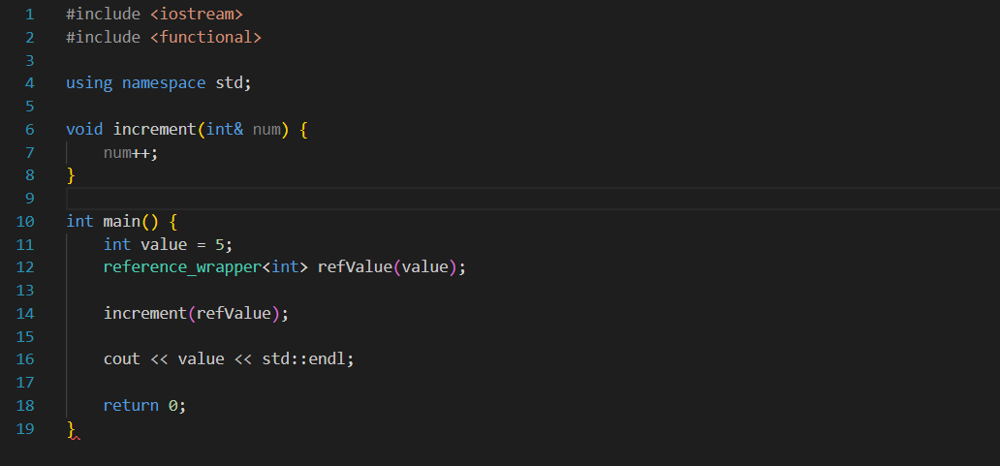 1 #include <iostream>
2 #include <functional>
3
4 using namespace std;
5
6 void increment(int& num) {
7     num++;
8 }
9
10 int main() {
11     int value = 5;
12     reference_wrapper<int> refValue(value);
13
14     increment(refValue);
15
16     cout << value << std::endl;
17
18     return 0;
19 }